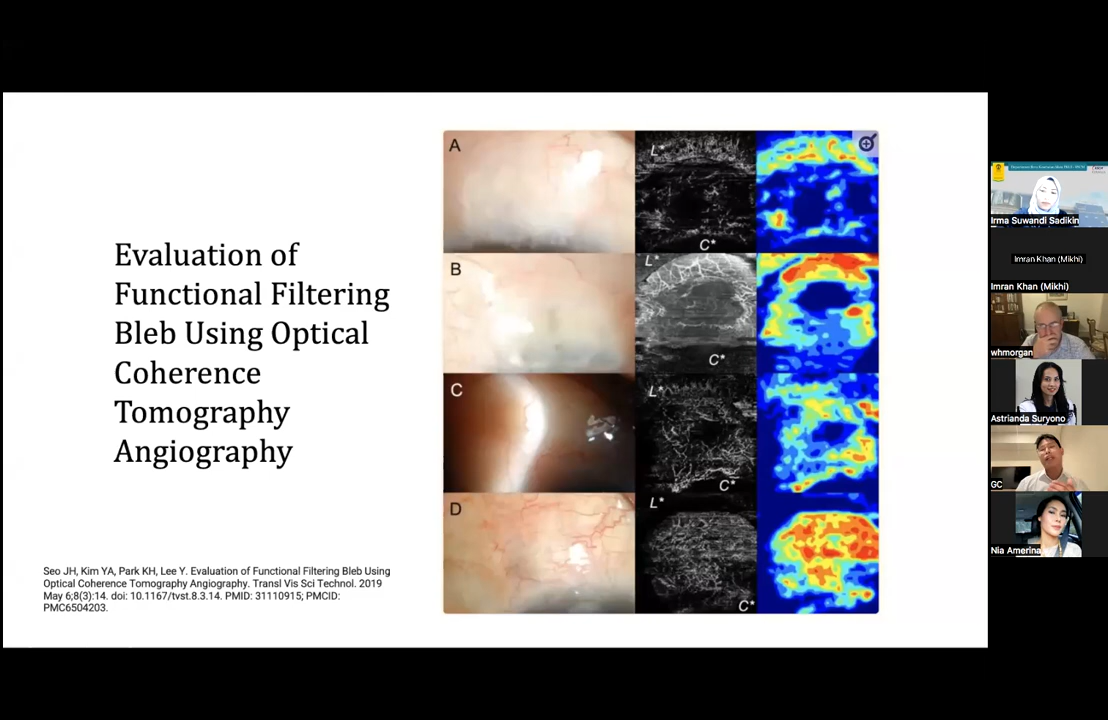 Evaluation of
Functional Filtering
Bleb Using Optical
Coherence
Tomography
Angiography
Seo JH, Kim YA, Park KH, Lee Y. Evaluation of Functional Filtering Bleb Using
Optical Coherence Tomography Angiography. Transl Vis Sci Technol. 2019
May 6;8(3):14. doi: 10.1167/tvst.8.3.14. PMID: 31110915; PMCID:
PMC6504203.
A
L*
C*
B
L*
C*
C
L*
C*
D
L*
C*
Irma Suwandi Sadikin
Imran Khan (Mikhi)
Imran Khan (Mikhi)
whmorgan
Astrianda Suryono
GC
Nia Amerina